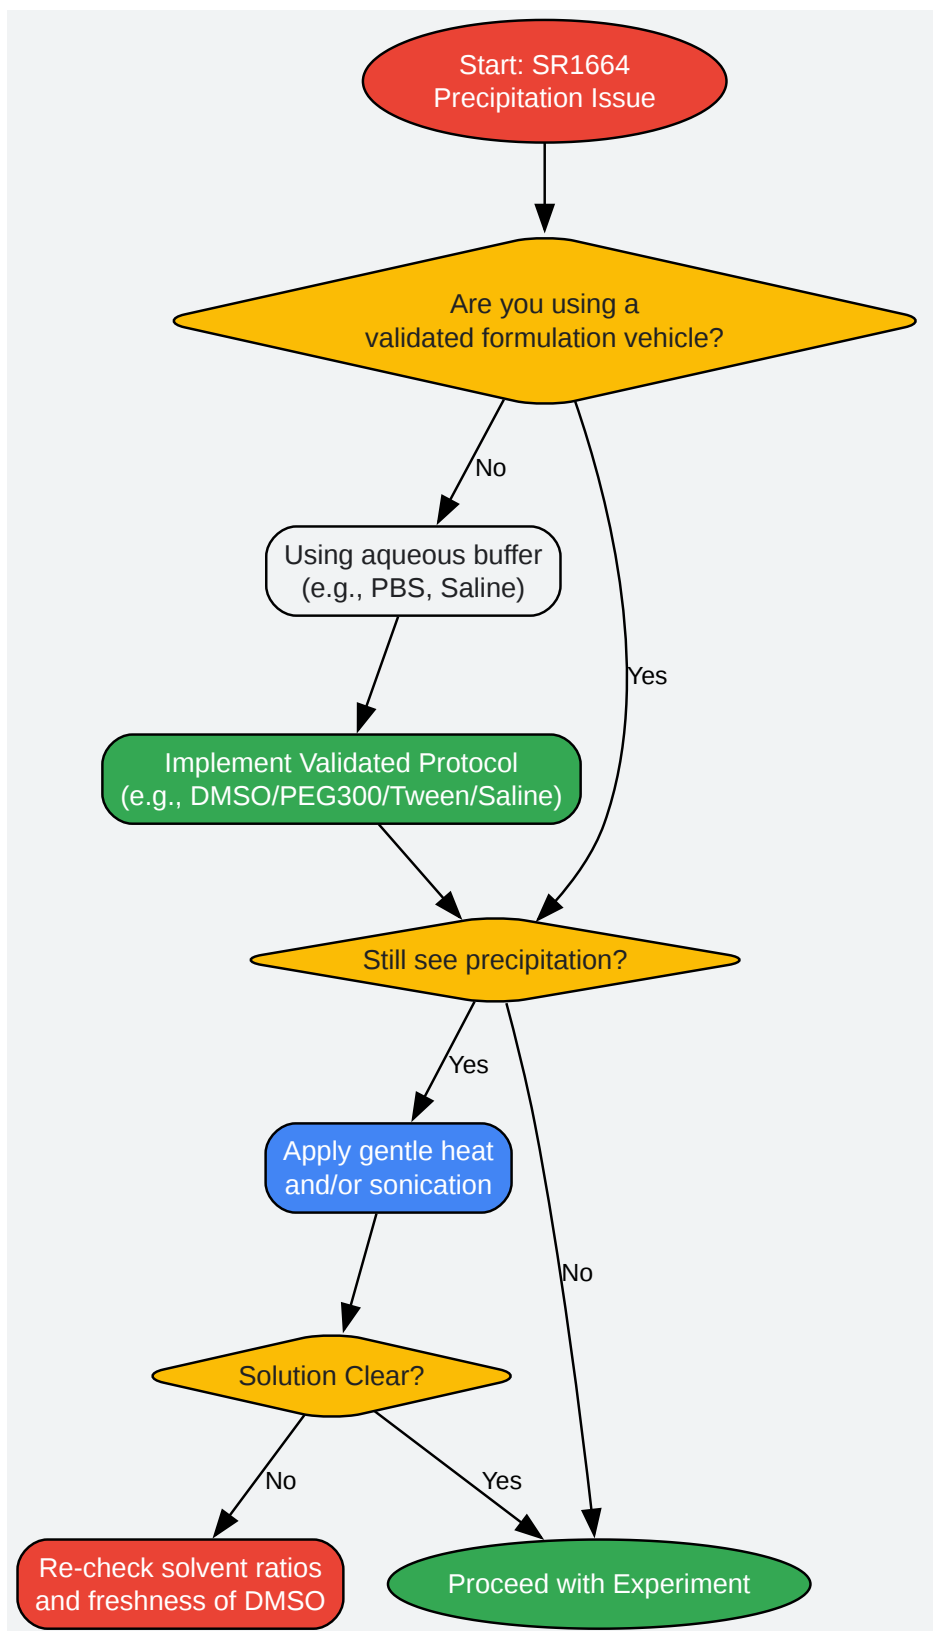 Start: SR1664
Precipitation Issue
Are you using a
validated formulation vehicle?
No
Using aqueous buffer
(e.g., PBS, Saline)
Yes
Implement Validated Protocol
(e.g., DMSO/PEG300/Tween/Saline)
Still see precipitation?
Yes
Apply gentle heat
and/or sonication
No
Solution Clear?
No
Yes
Re-check solvent ratios
and freshness of DMSO
Proceed with Experiment